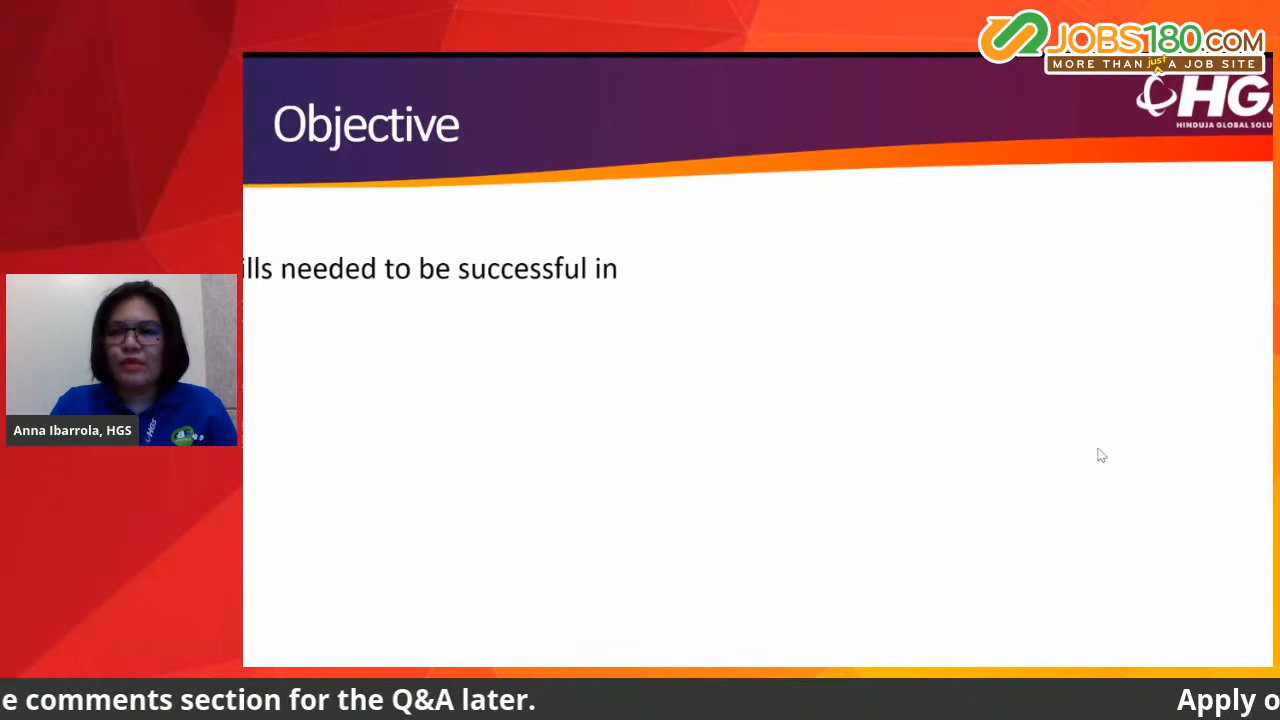 JOBS180.COM
MORE THAN just A JOB SITE
Objective
HGS
HINDUJA GLOBAL SOLU
ills needed to be successful in
HGS
Anna Ibarrola, HGS
e comments section for the Q&A later.
Apply o